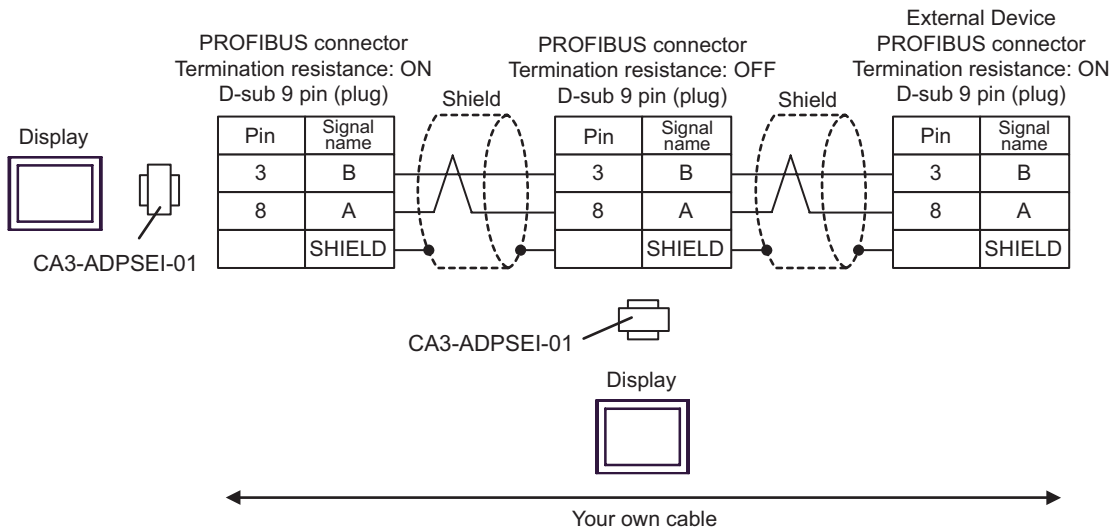 External Device
PROFIBUS connector
PROFIBUS connector
PROFIBUS connector
Termination resistance: ON
Termination resistance: OFF
Termination resistance: ON
D-sub 9 pin (plug)
Shield
D-sub 9 pin (plug)
Shield
D-sub 9 pin (plug)
Display
Pin
Signal
name
Pin
Signal
name
Pin
Signal
name
3 B
3 B
3 B
8 A
8 A
8 A
SHIELD
SHIELD
SHIELD
CA3-ADPSEI-01
CA3-ADPSEI-01
Display
Your own cable